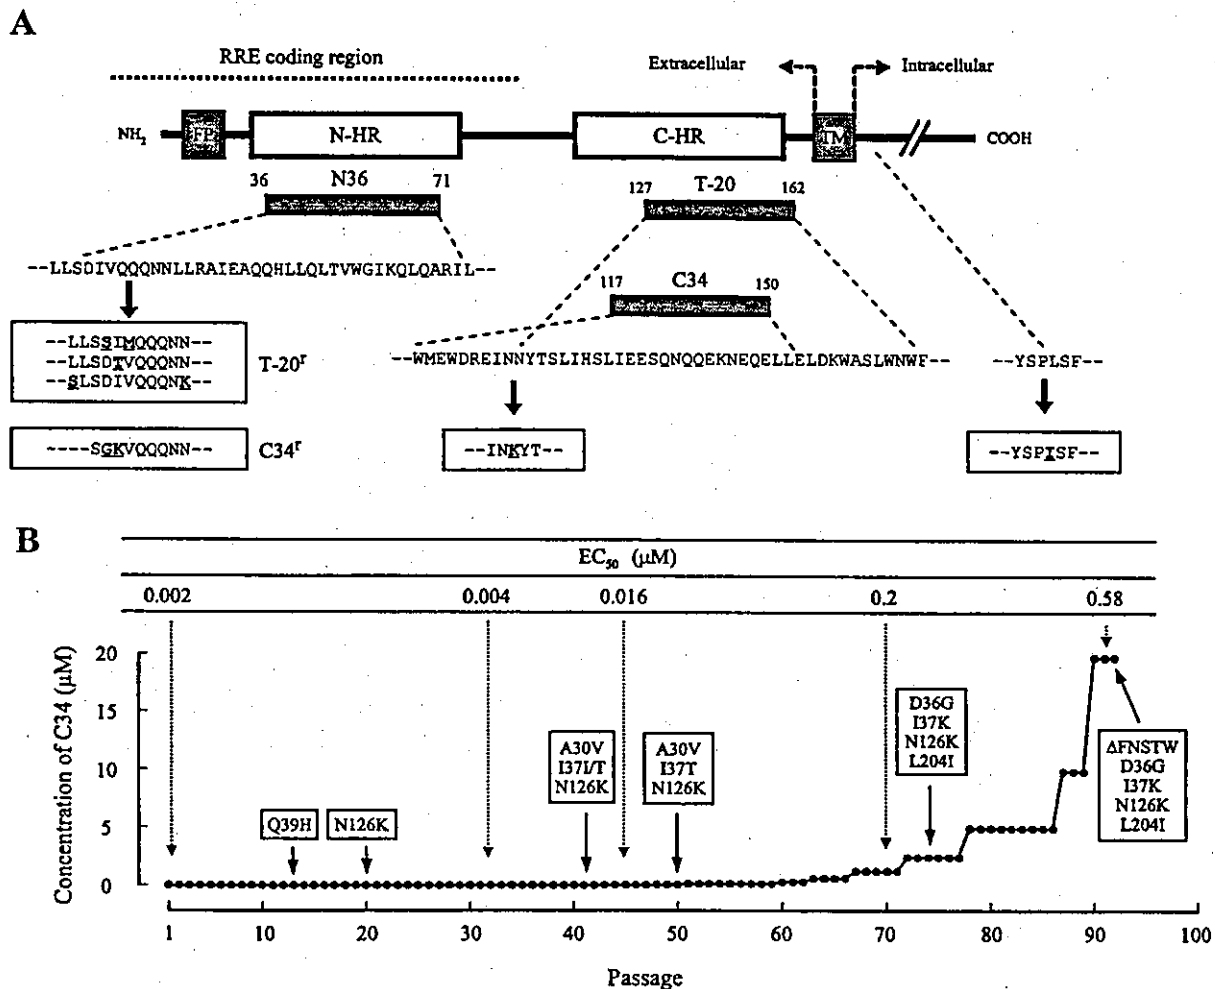 A
RRE coding region
Extracellular
Intracellular
NH2
FP
N-HR
C-HR
TM
COOH
36
N36
71
127
T-20
162
--LLSDIVQQQNNLLRAIEAQQHLLQLTVWGIKQLQARIL--
117
C34
150
--LLSSIMQQQNN--
--LLSDTVQQQNN--
--SLSDIVQQQNK--
T-20r
--WMEWDREINNYTSLIHSLIEESQNQQEKNEQELLELDKWASLWNWF--
--YSPLSF--
----SGKVQQQNN--
C34r
--INKYT--
--YSPISF--
B
EC50 (μM)
0.002
0.004
0.016
0.2
0.58
Concentration of C34 (μM)
20
15
10
5
0
Q39H
N126K
A30V
I37I/T
N126K
A30V
I37T
N126K
D36G
I37K
N126K
L204I
ΔFNSTW
D36G
I37K
N126K
L204I
1
10
20
30
40
50
60
70
80
90
100
Passage